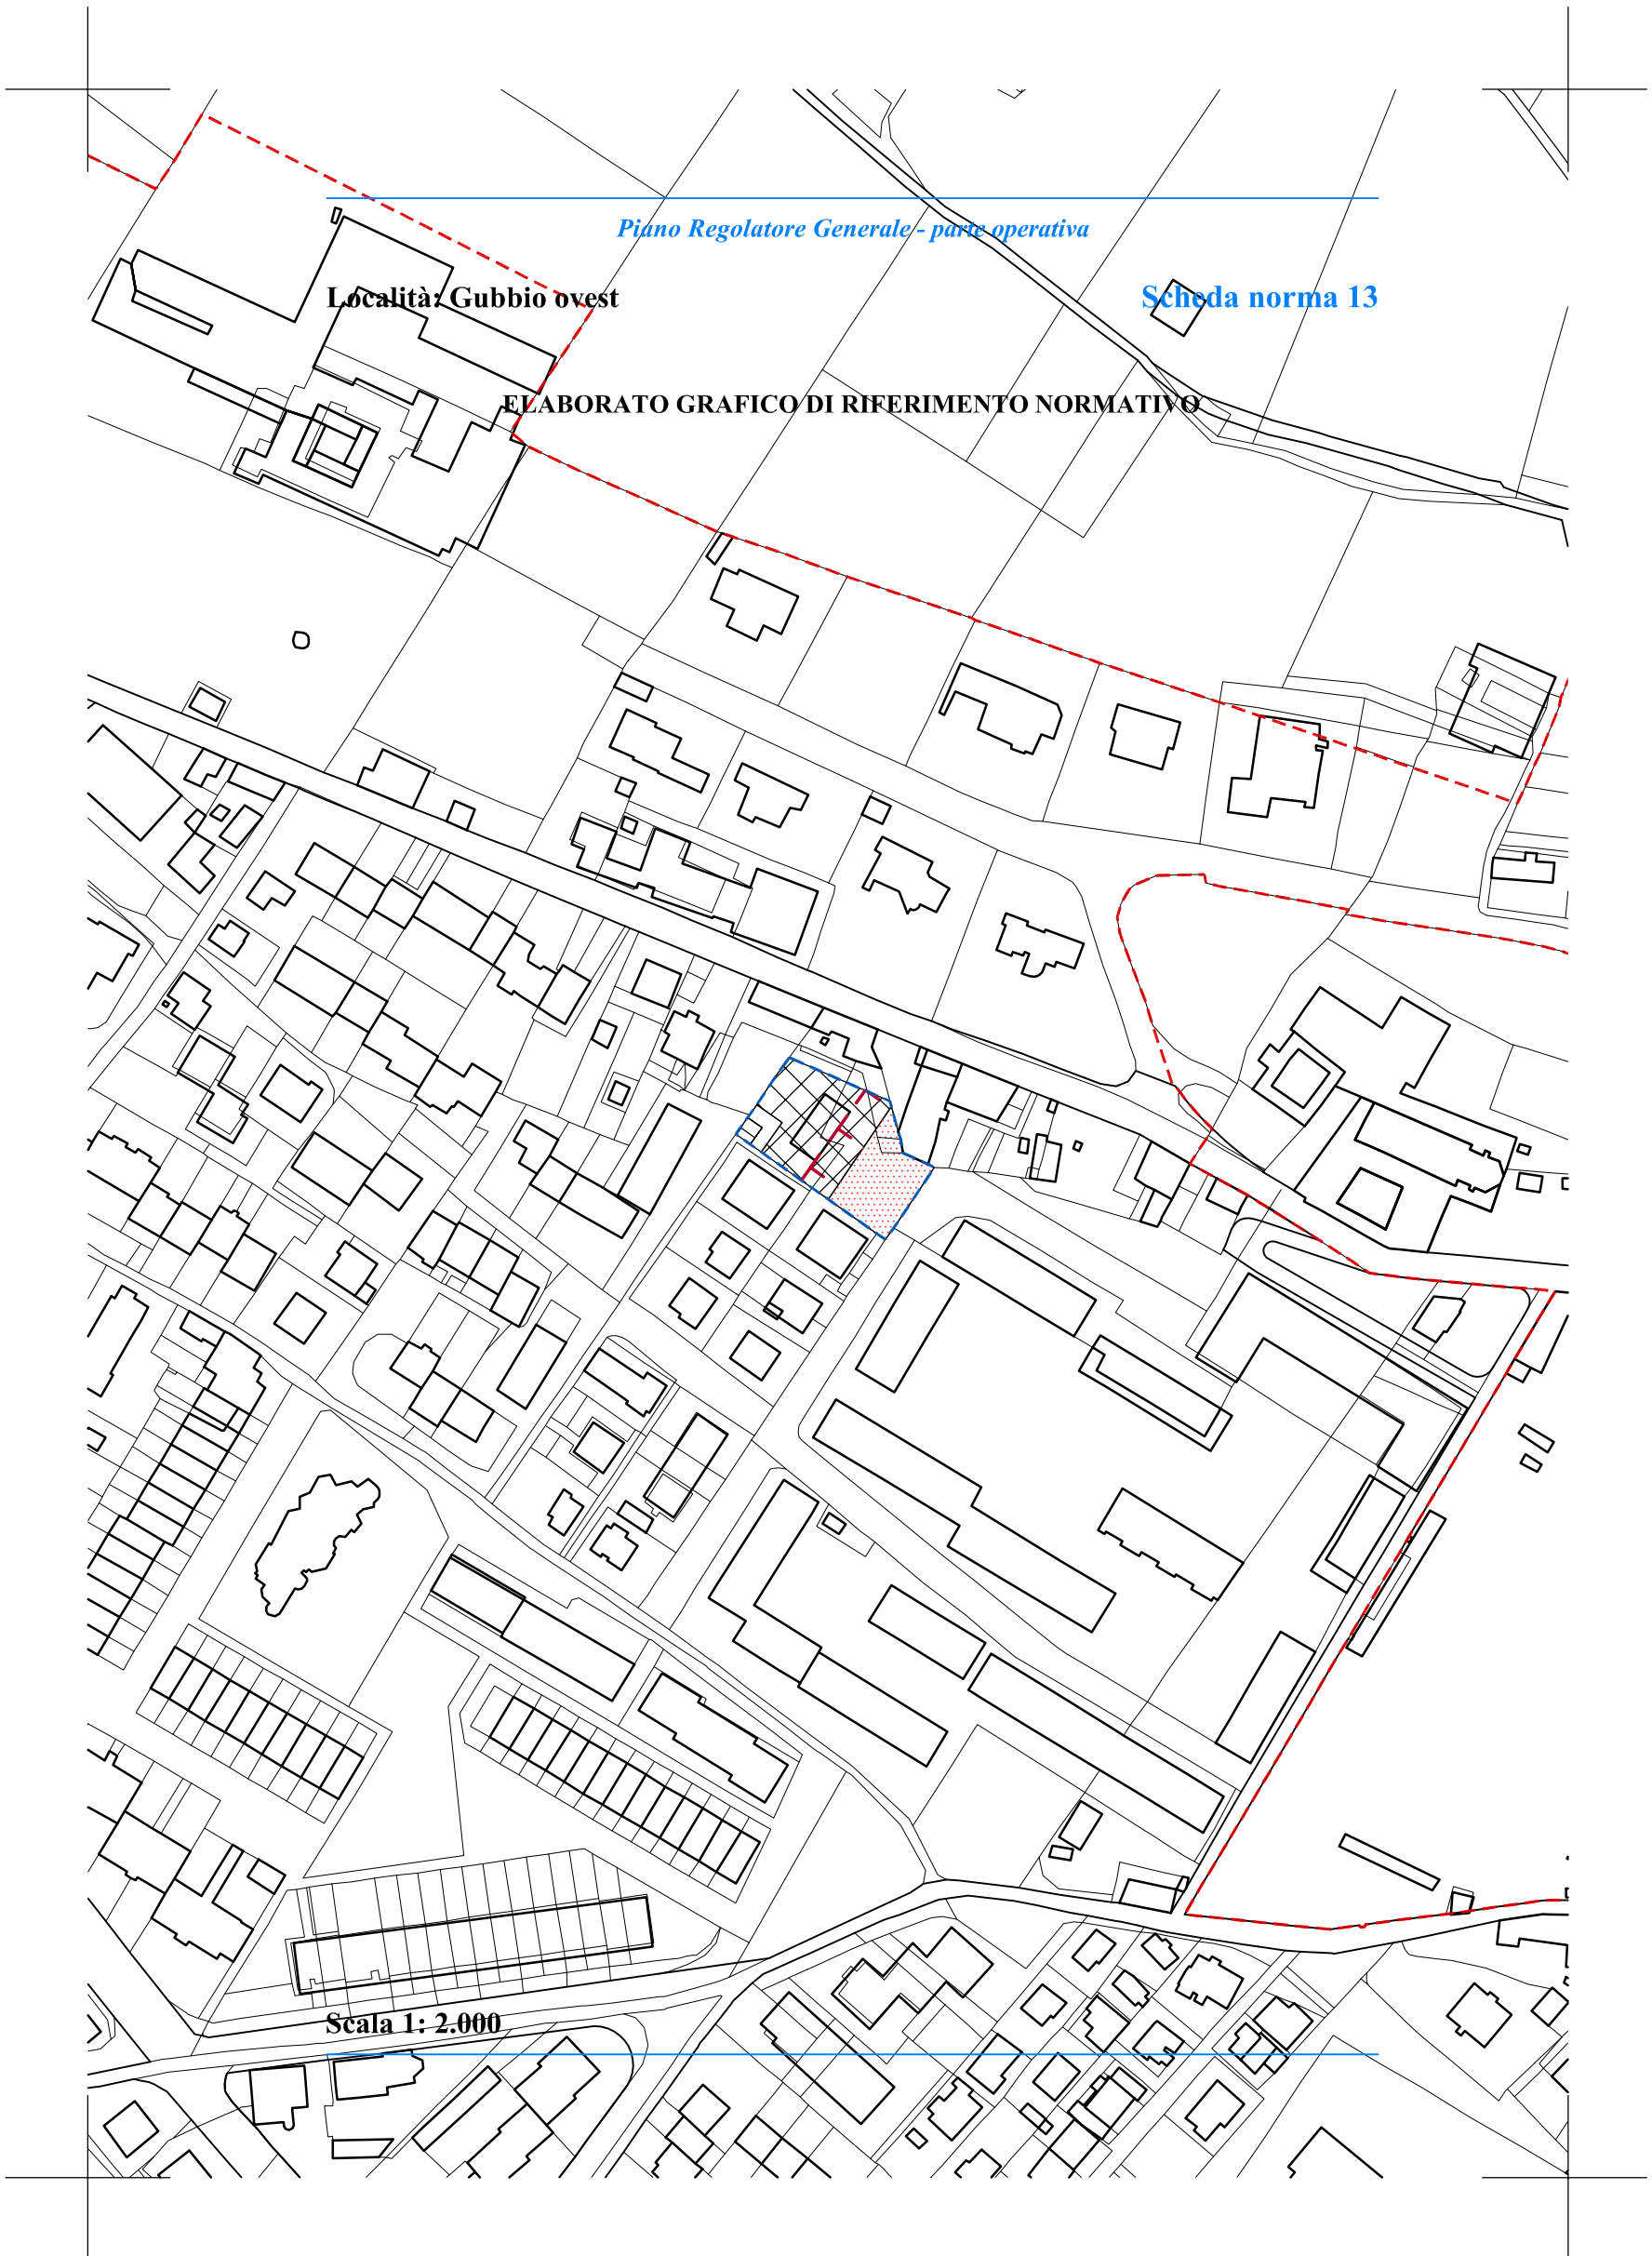 Piano Regolatore Generale - parte operativa
Località: Gubbio ovest
Scheda norma 13
ELABORATO GRAFICO DI RIFERIMENTO NORMATIVO
Scala 1: 2.000